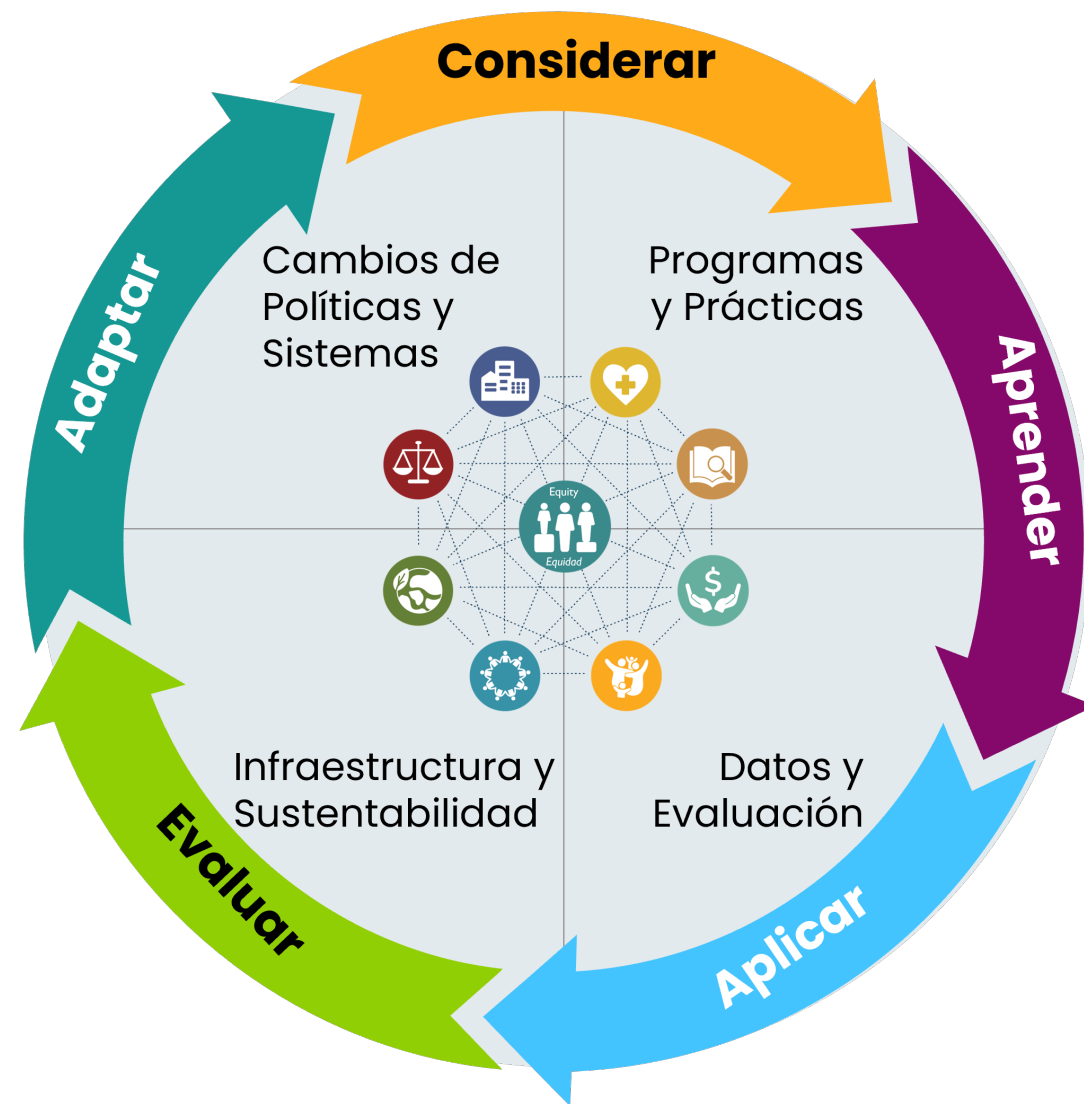 Considerar
Adaptar
Aprender
Cambios de
Políticas y
Sistemas
Programas
y Prácticas
Equity
Equidad
$
Infraestructura y
Sustentabilidad
Datos y
Evaluación
Evaluar
Aplicar